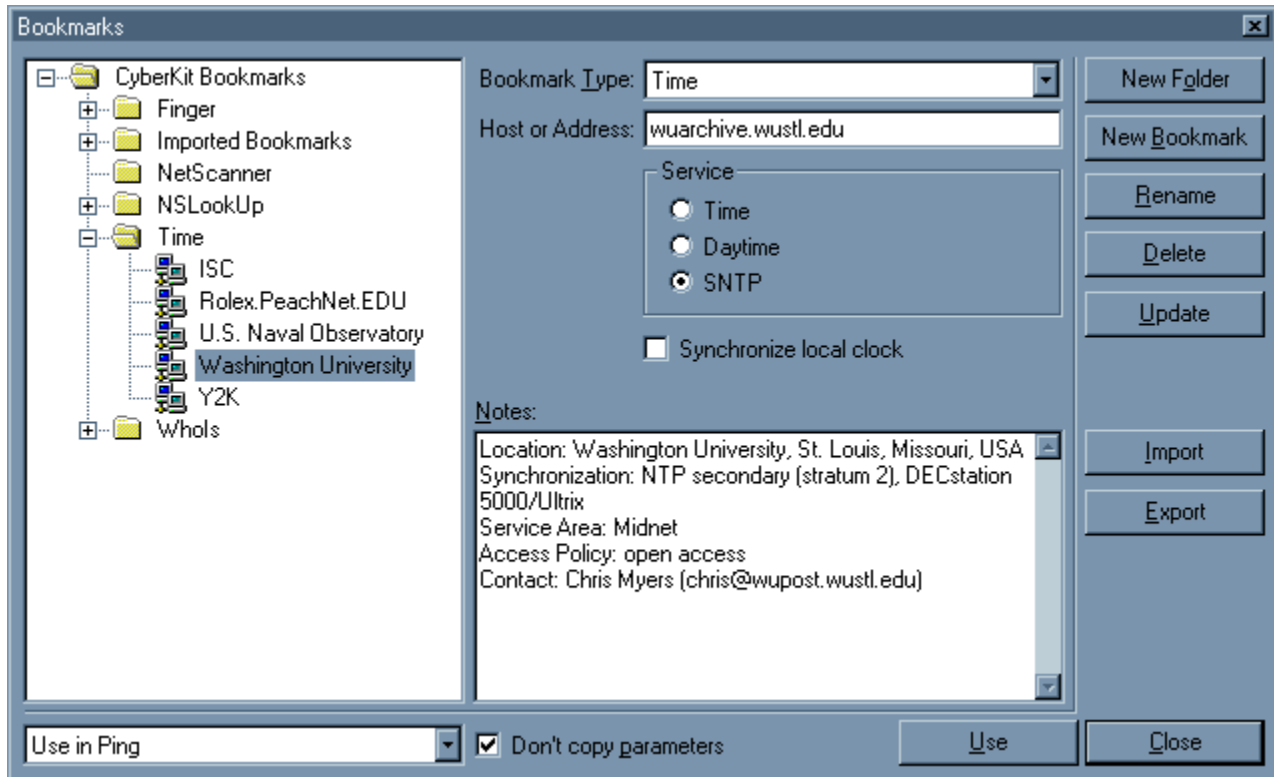 Bookmarks
CyberKit Bookmarks
Finger
Imported Bookmarks
NetScanner
NSLookUp
Time
ISC
Rolex.PeachNet.EDU
U.S. Naval Observatory
Washington University
Y2K
WhoIs
Bookmark Type: Time
Host or Address: wuarchive.wustl.edu
Service
Time
Daytime
SNTP
Synchronize local clock
Notes:
Location: Washington University, St. Louis, Missouri, USA
Synchronization: NTP secondary (stratum 2), DECstation
5000/Ultrix
Service Area: Midnet
Access Policy: open access
Contact: Chris Myers (chris@wupost.wustl.edu)
New Folder
New Bookmark
Rename
Delete
Update
Import
Export
Use in Ping
Don't copy parameters
Use
Close